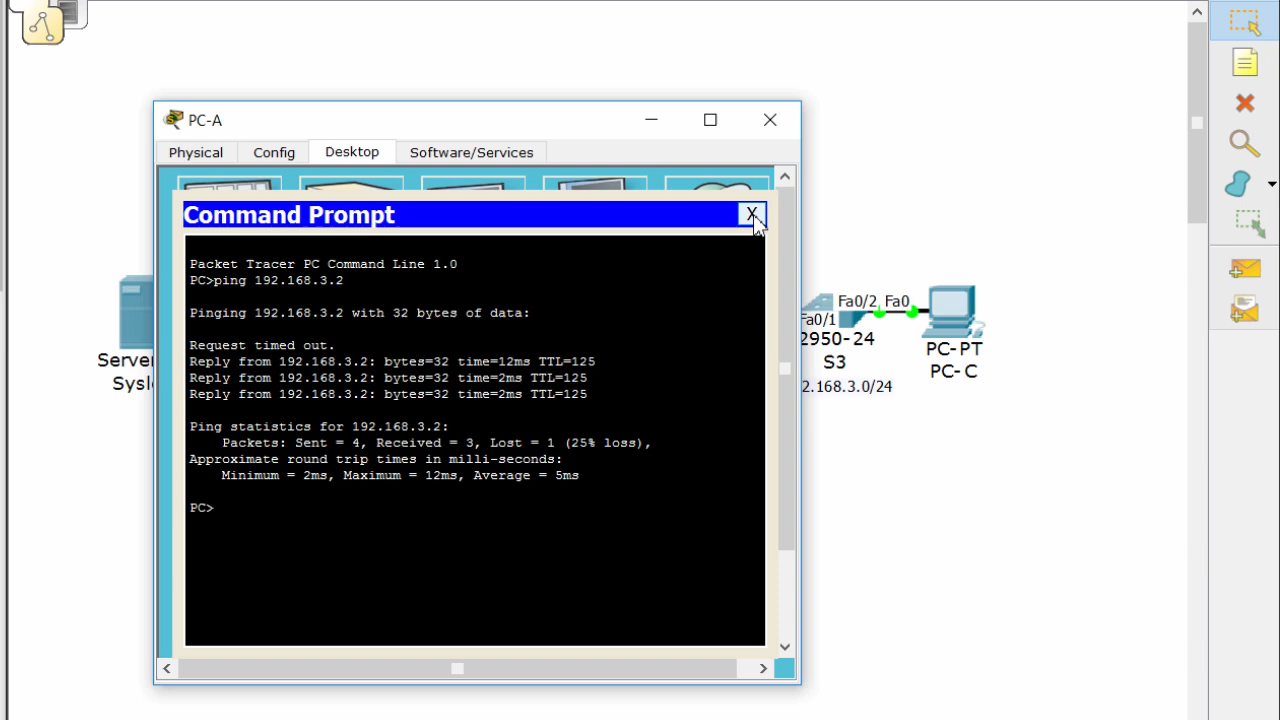 PC-A
Physical
Config
Desktop
Software/Services
Command Prompt
X
Packet Tracer PC Command Line 1.0
PC>ping 192.168.3.2
Pinging 192.168.3.2 with 32 bytes of data:
Request timed out.
Reply from 192.168.3.2: bytes=32 time=12ms TTL=125
Reply from 192.168.3.2: bytes=32 time=2ms TTL=125
Reply from 192.168.3.2: bytes=32 time=2ms TTL=125
Ping statistics for 192.168.3.2:
Packets: Sent = 4, Received = 3, Lost = 1 (25% loss),
Approximate round trip times in milli-seconds:
Minimum = 2ms, Maximum = 12ms, Average = 5ms
PC>
Server
Sysl
Fa0/2 Fa0
Fa0/1
2950-24
S3
2.168.3.0/24
PC-PT
PC-C